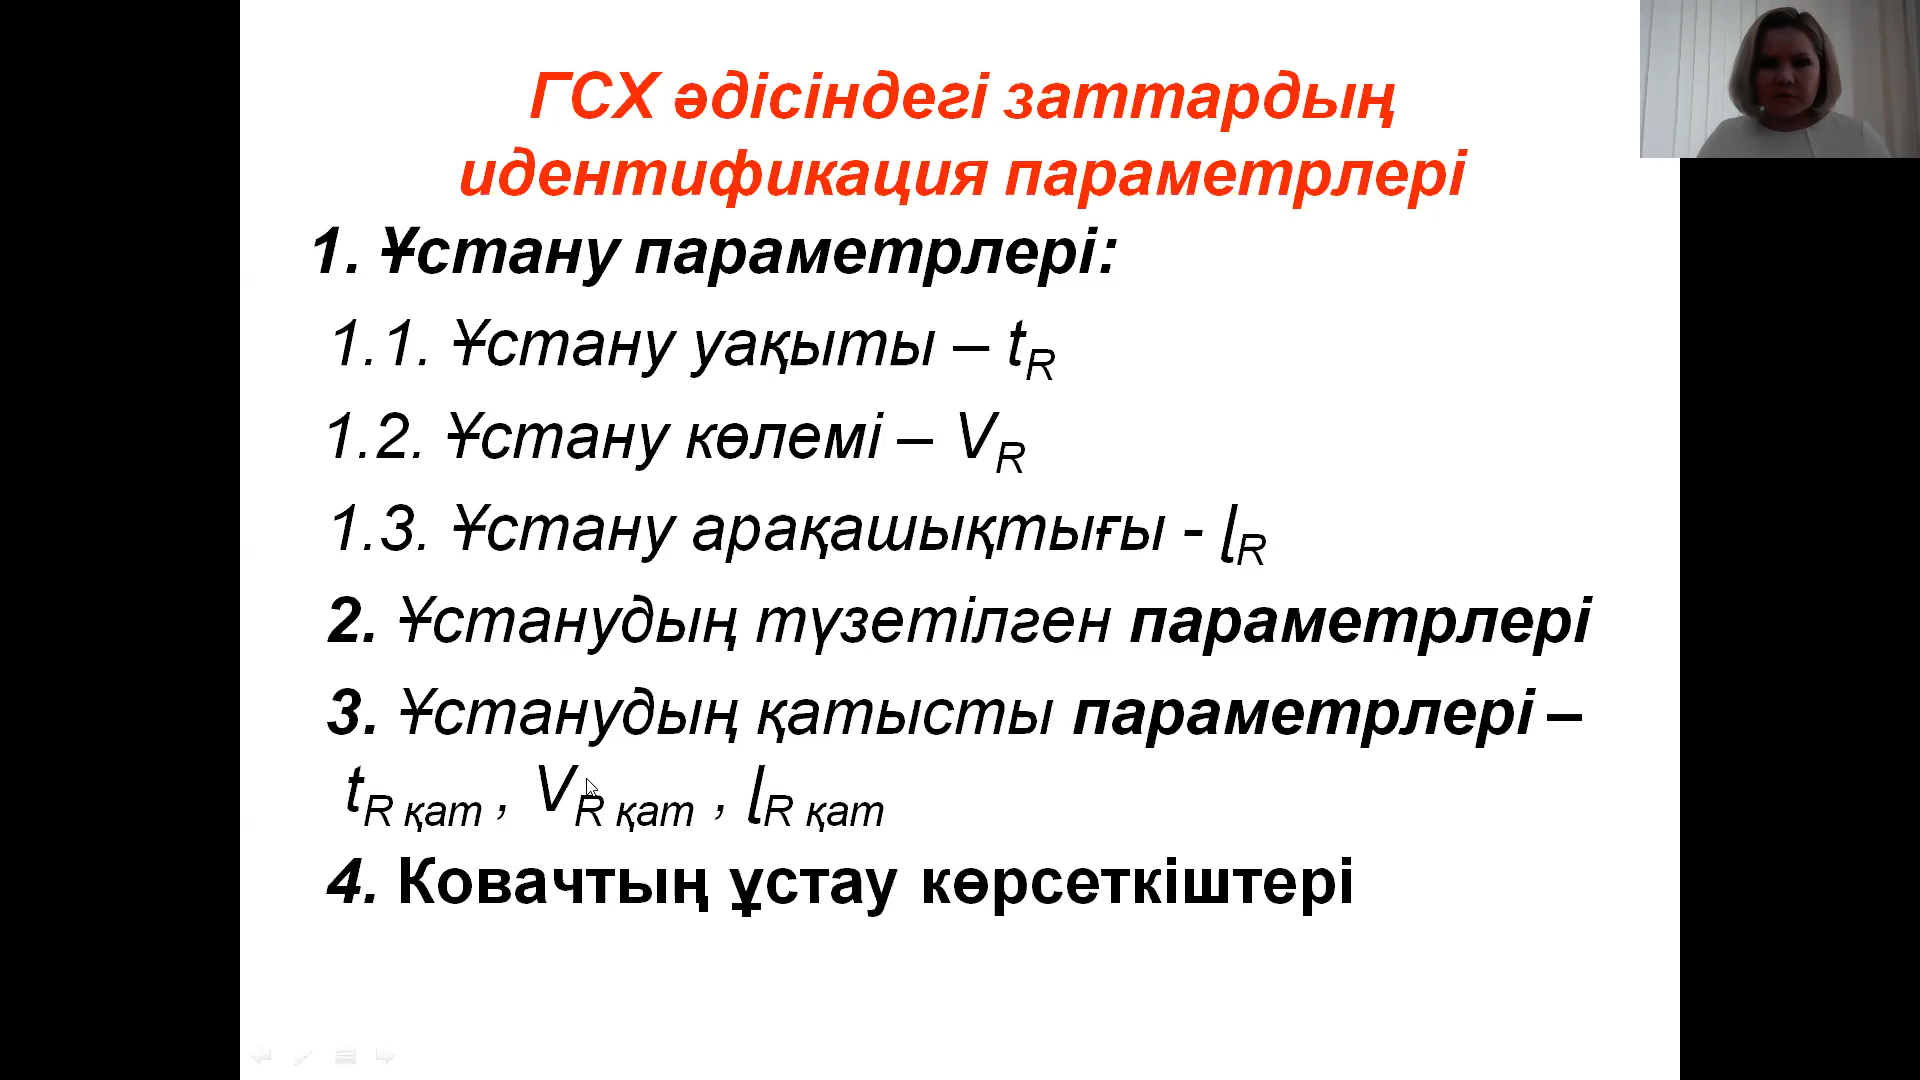 ГСХ әдісіндегі заттардың
идентификация параметрлері
1. Ұстану параметрлері:
1.1. Ұстану уақыты – tR
1.2. Ұстану көлемі – VR
1.3. Ұстану арақашықтығы - lR
2. Ұстанудың түзетілген параметрлері
3. Ұстанудың қатысты параметрлері –
tR қат , VR қат , lR қат
4. Ковачтың ұстау көрсеткіштері